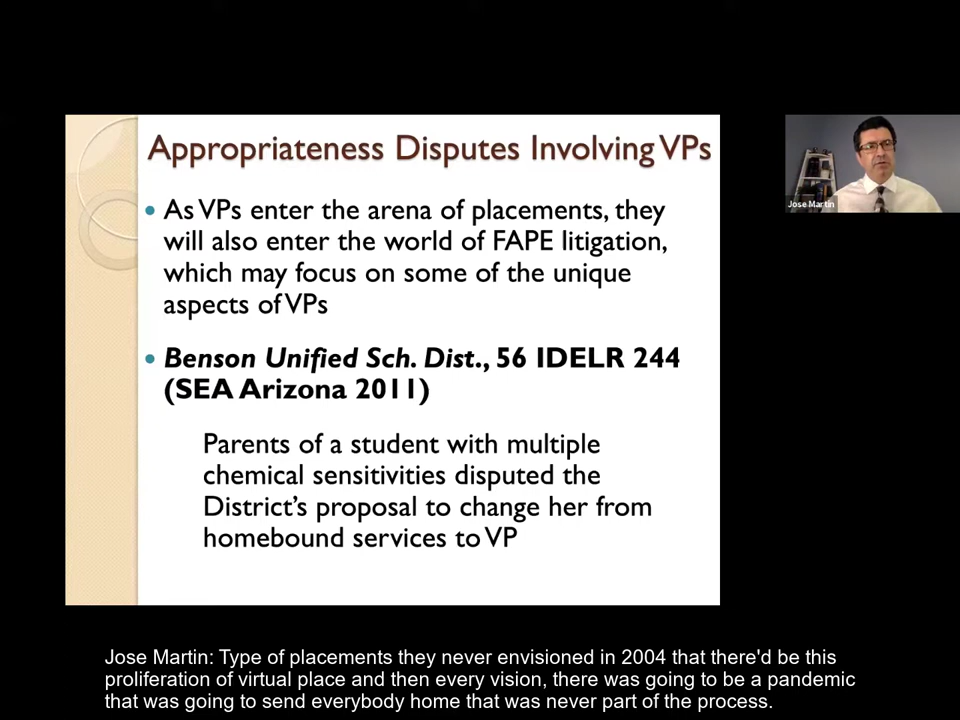 Appropriateness Disputes Involving VPs
• As VPs enter the arena of placements, they
will also enter the world of FAPE litigation,
which may focus on some of the unique
aspects of VPs
• Benson Unified Sch. Dist., 56 IDELR 244
(SEA Arizona 2011)
Parents of a student with multiple
chemical sensitivities disputed the
District's proposal to change her from
homebound services to VP
Jose Martin
Jose Martin: Type of placements they never envisioned in 2004 that there'd be this
proliferation of virtual place and then every vision, there was going to be a pandemic
that was going to send everybody home that was never part of the process.